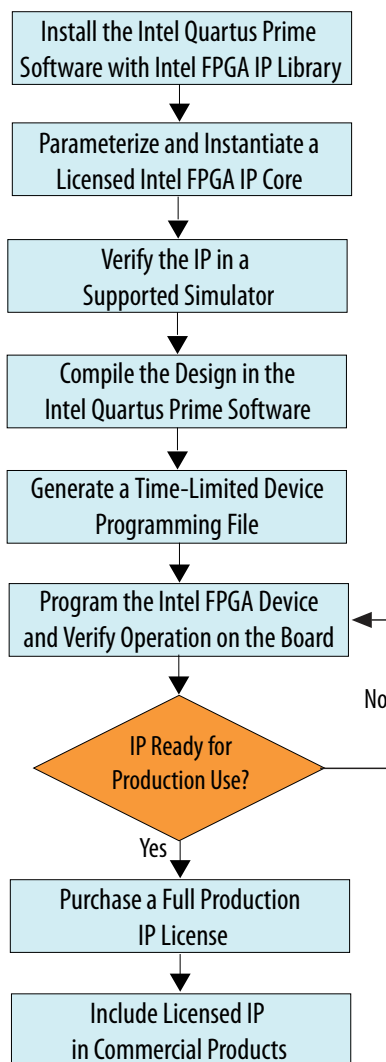 Install the Intel Quartus Prime
Software with Intel FPGA IP Library
Parameterize and Instantiate a
Licensed Intel FPGA IP Core
Verify the IP in a
Supported Simulator
Compile the Design in the
Intel Quartus Prime Software
Generate a Time-Limited Device
Programming File
Program the Intel FPGA Device
and Verify Operation on the Board
No
IP Ready for
Production Use?
Yes
Purchase a Full Production
IP License
Include Licensed IP
in Commercial Products